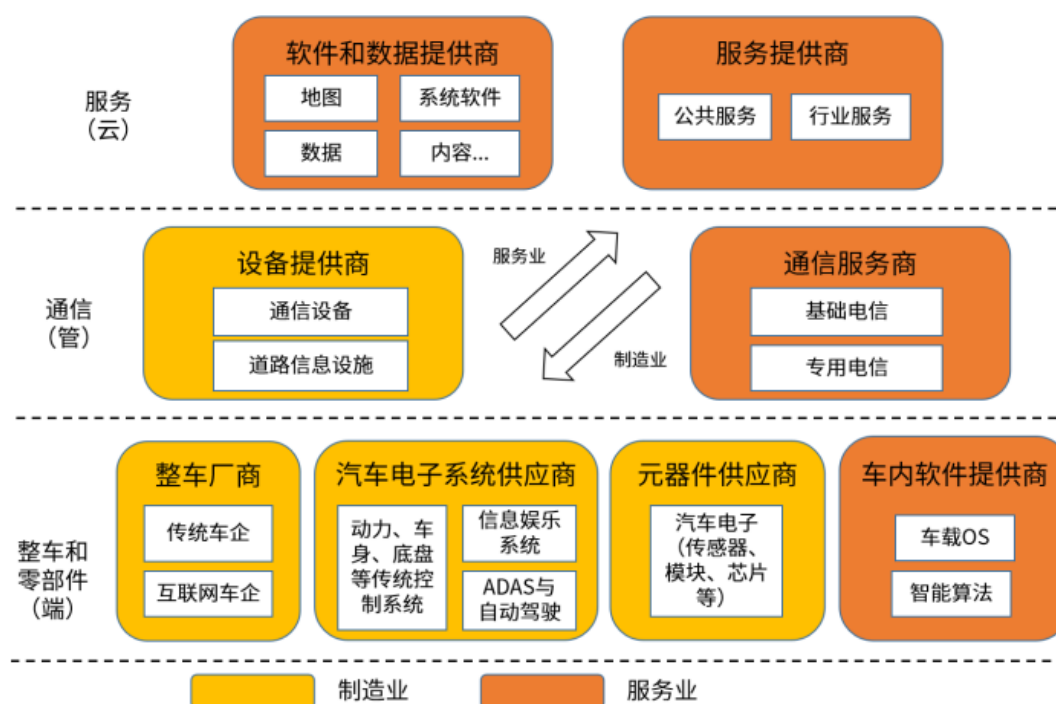 软件和数据提供商
服务提供商
服务
（云）
地图
系统软件
数据
内容...
公共服务
行业服务
设备提供商
服务业
通信服务商
通信
（管）
通信设备
道路信息设施
制造业
基础电信
专用电信
整车厂商
汽车电子系统供应商
元器件供应商
车内软件提供商
整车和
零部件
（端）
传统车企
互联网车企
动力、车
身、底盘
等传统控
制系统
信息娱乐
系统
ADAS与
自动驾驶
汽车电子
（传感器、
模块、芯片
等）
车载OS
智能算法
制造业
服务业